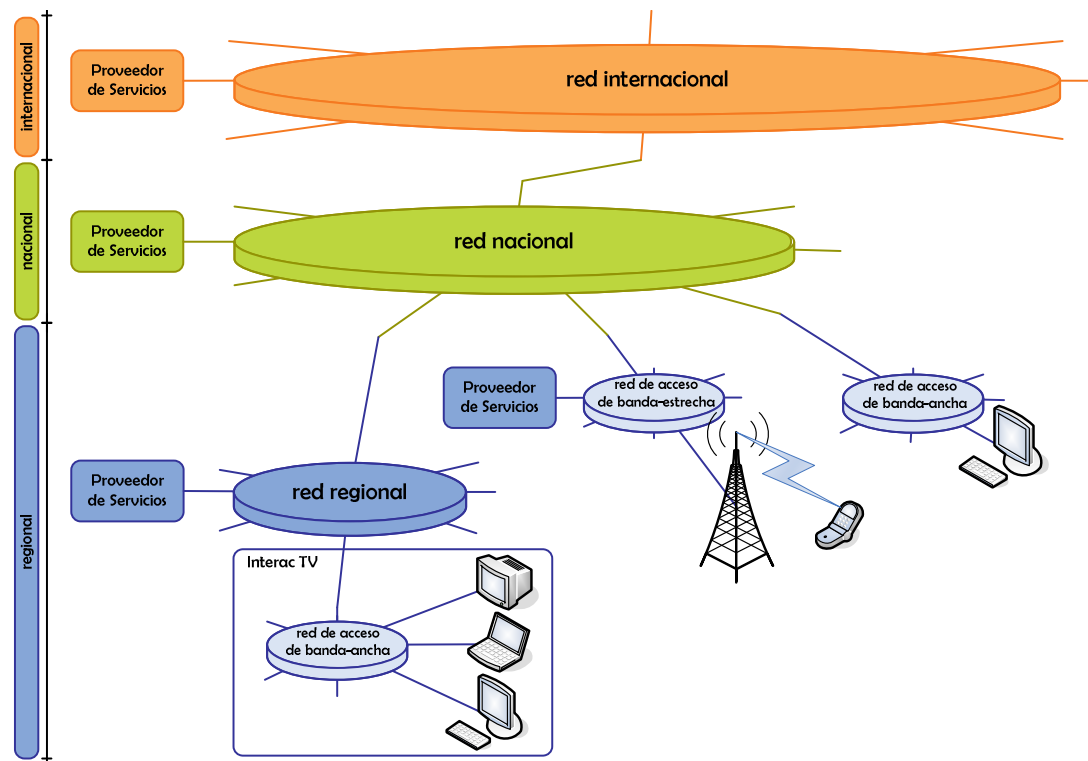 internacional
Proveedor
de Servicios
red internacional
nacional
Proveedor
de Servicios
red nacional
regional
Proveedor
de Servicios
red de acceso
de banda-estrecha
red de acceso
de banda-ancha
Proveedor
de Servicios
red regional
Interac TV
red de acceso
de banda-ancha